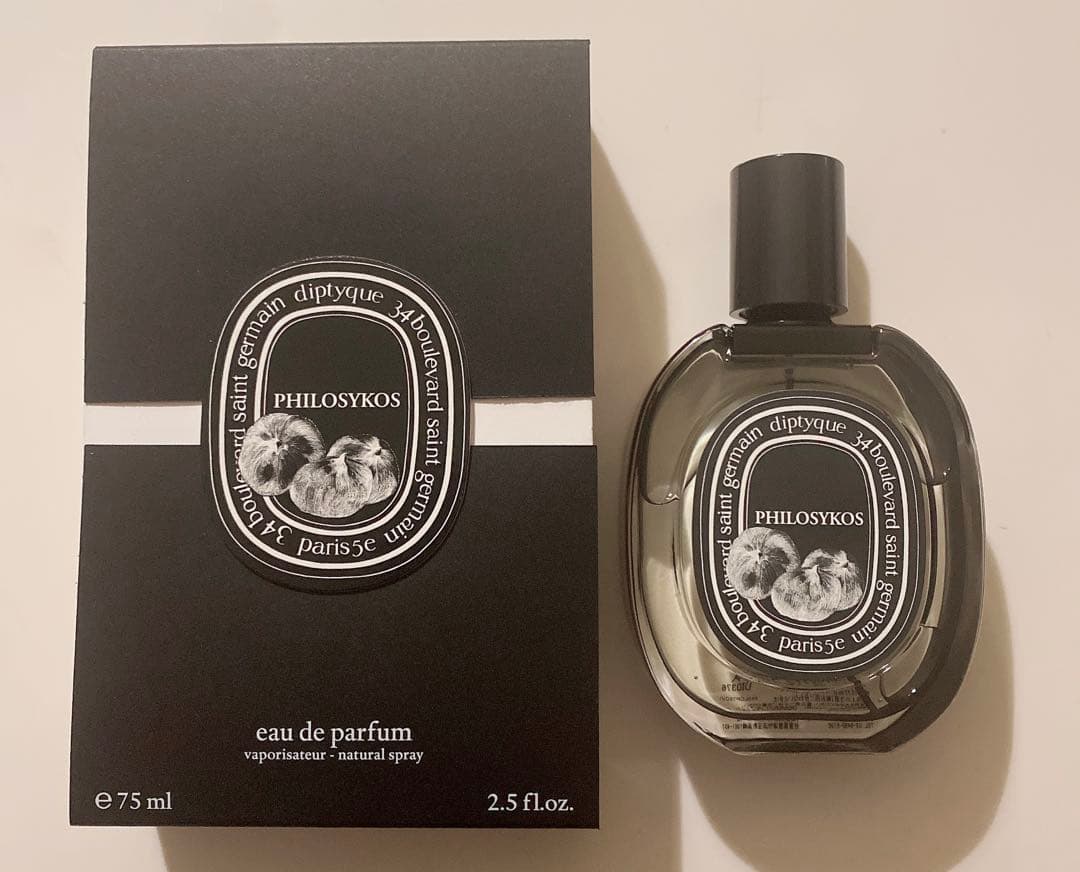 diptyque 34 boulevard saint germain paris 5e 34 boulevard saint germain
PHILOSYKOS
eau de parfum
vaporisateur - natural spray
℮ 75 ml
2.5 fl.oz.
diptyque 34 boulevard saint germain paris 5e 34 boulevard saint germain
PHILOSYKOS